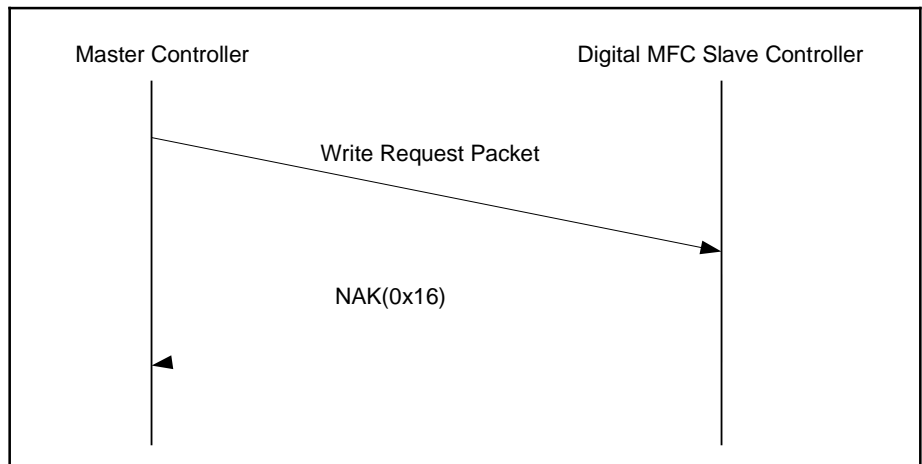 Master Controller
Digital MFC Slave Controller
Write Request Packet
NAK(0x16)